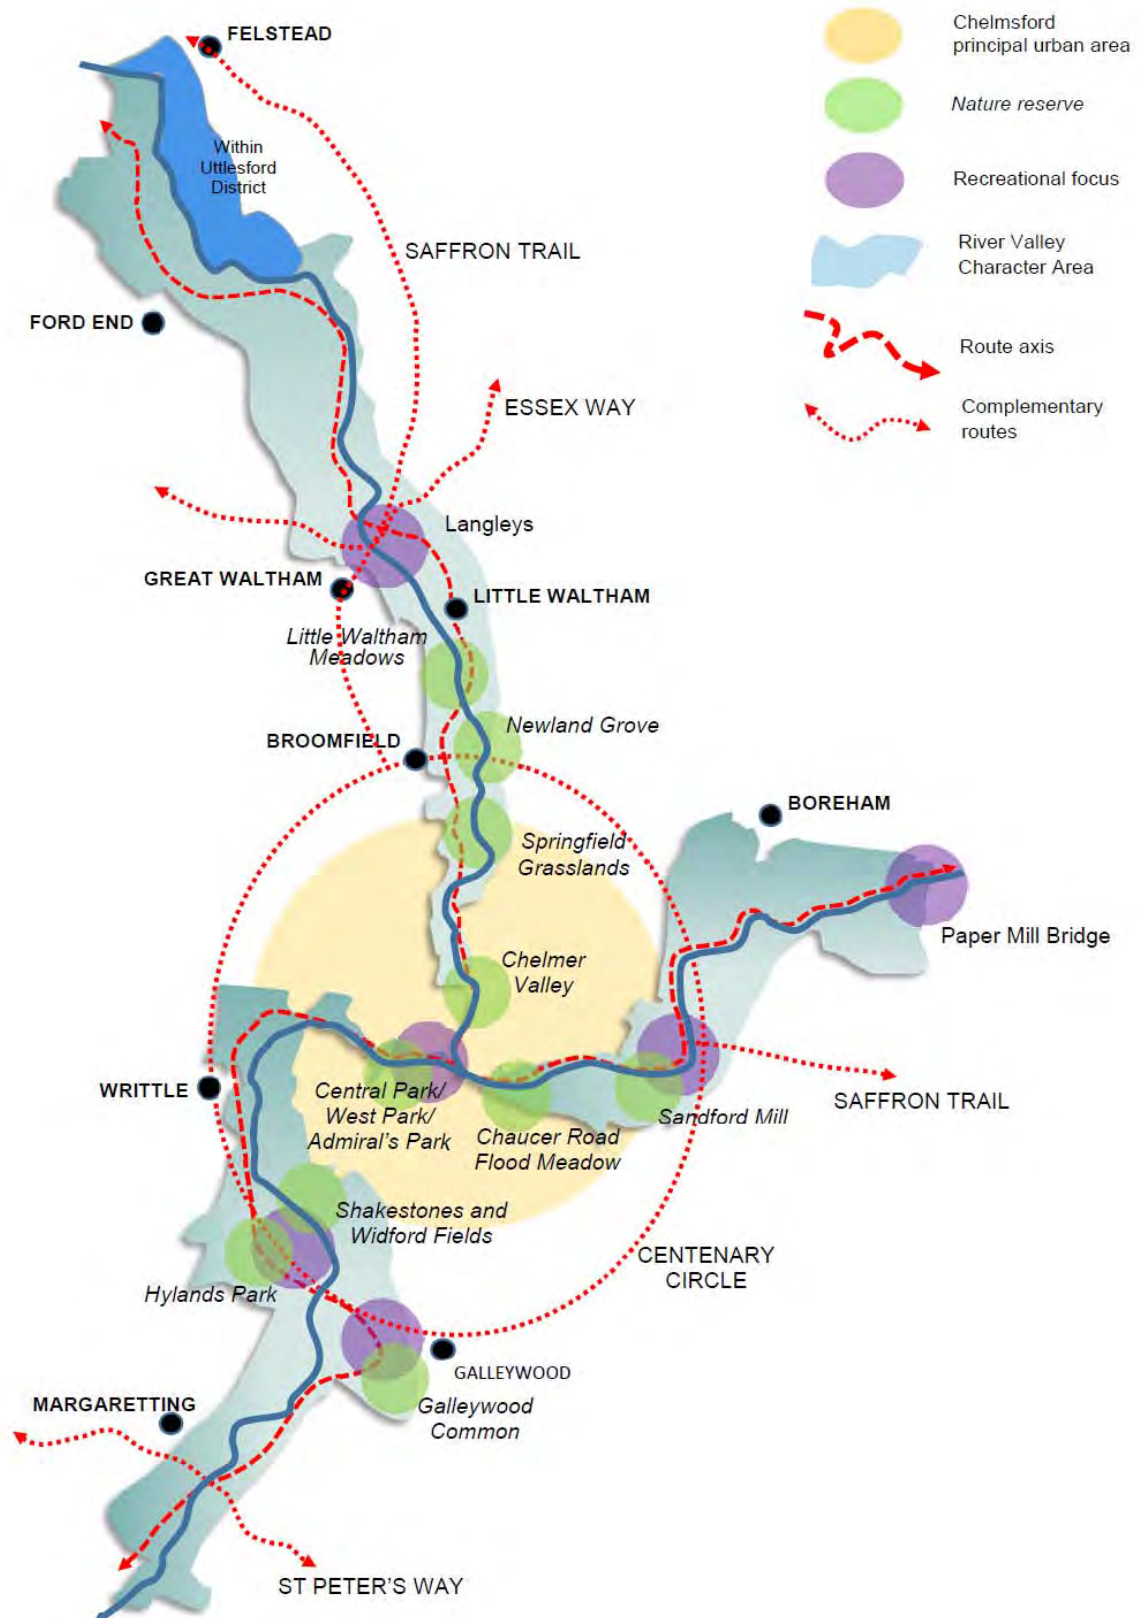 FELSTEAD
Chelmsford
principal urban area
Nature reserve
Within
Uttlesford
District
Recreational focus
SAFFRON TRAIL
River Valley
Character Area
FORD END
Route axis
ESSEX WAY
Complementary
routes
Langleys
GREAT WALTHAM
LITTLE WALTHAM
Little Waltham
Meadows
Newland Grove
BROOMFIELD
BOREHAM
Springfield
Grasslands
Paper Mill Bridge
Chelmer
Valley
WRITTLE
Central Park/
West Park/
Admiral's Park
Chaucer Road
Flood Meadow
Sandford Mill
SAFFRON TRAIL
Shakestones and
Widford Fields
CENTENARY
CIRCLE
Hylands Park
GALLEYWOOD
MARGARETTING
Galleywood
Common
ST PETER'S WAY